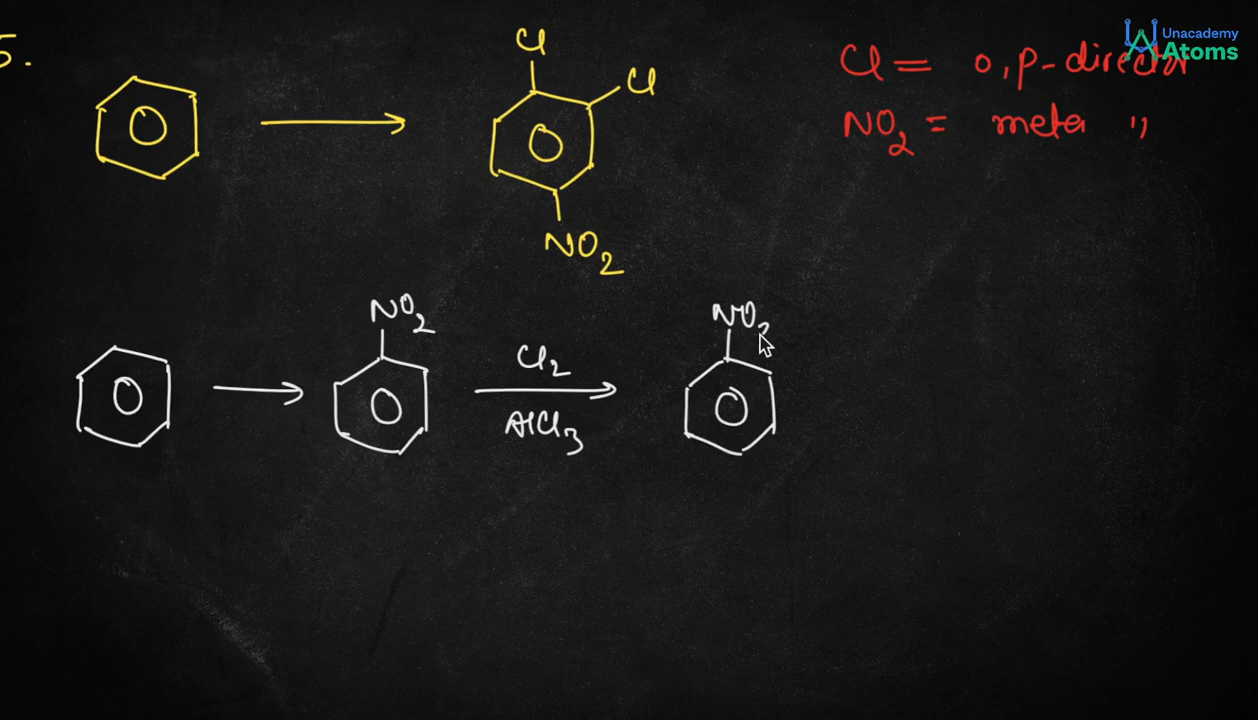 5.
Cl
Cl
NO2
Cl = o, p- director
NO2 = meta "
Unacademy
Atoms
NO2
Cl2
AlCl3
NO2